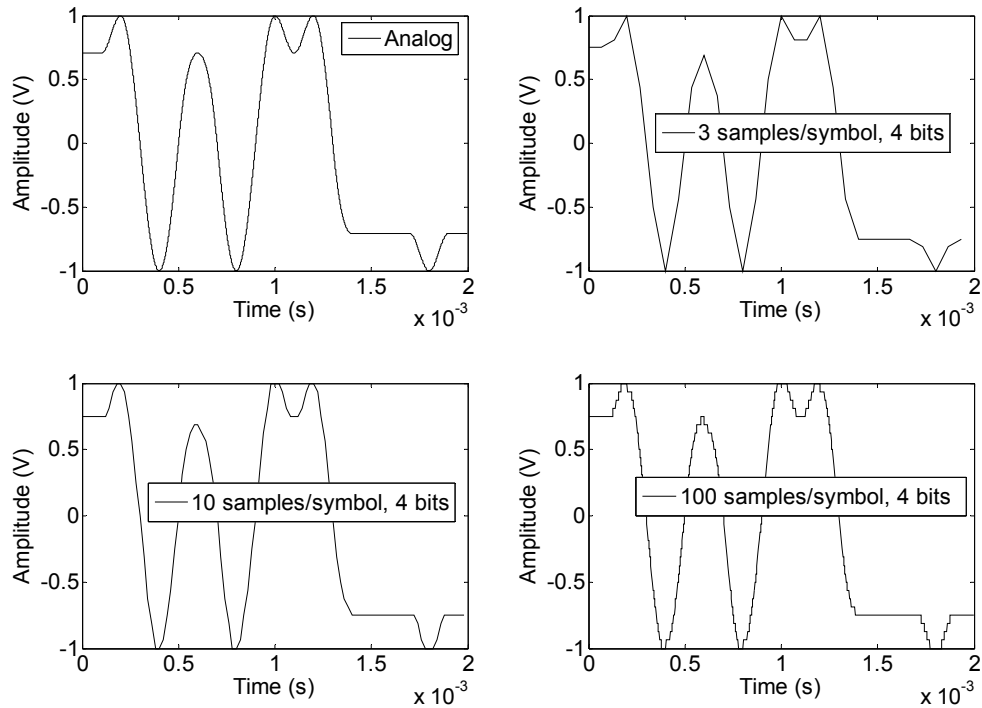 1
0.5
0
-0.5
-1
0 0.5 1 1.5 2
Amplitude (V)
Time (s)
x 10⁻³
Analog
1
0.5
0
-0.5
-1
0 0.5 1 1.5 2
Amplitude (V)
Time (s)
x 10⁻³
3 samples/symbol, 4 bits
1
0.5
0
-0.5
-1
0 0.5 1 1.5 2
Amplitude (V)
Time (s)
x 10⁻³
10 samples/symbol, 4 bits
1
0.5
0
-0.5
-1
0 0.5 1 1.5 2
Amplitude (V)
Time (s)
x 10⁻³
100 samples/symbol, 4 bits